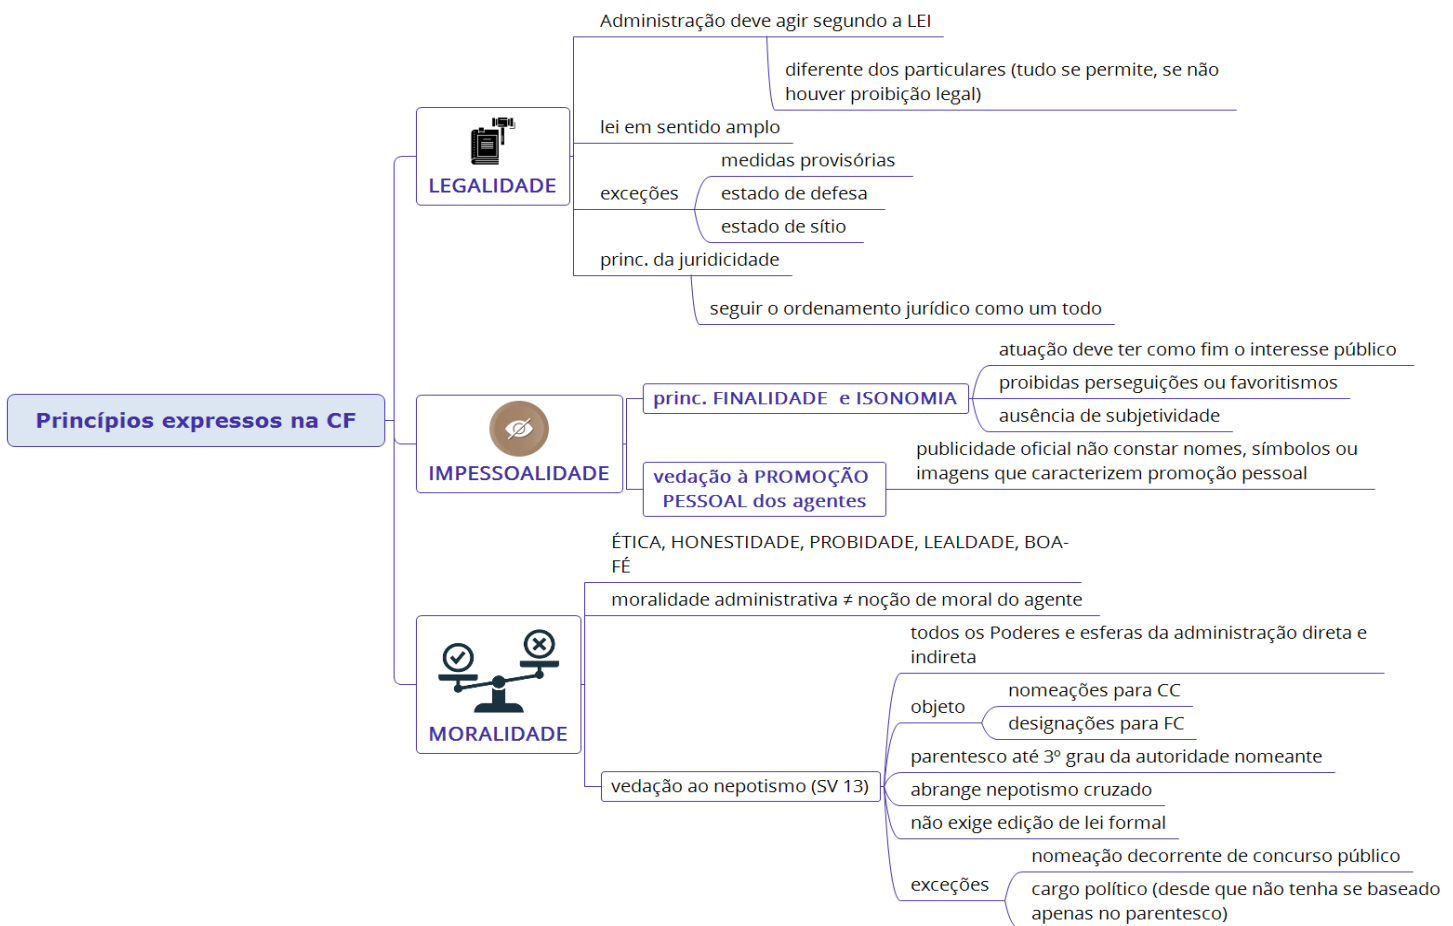 Princípios expressos na CF
LEGALIDADE
Administração deve agir segundo a LEI
diferente dos particulares (tudo se permite, se não
houver proibição legal)
lei em sentido amplo
exceções
medidas provisórias
estado de defesa
estado de sítio
princ. da juridicidade
seguir o ordenamento jurídico como um todo
IMPESSOALIDADE
princ. FINALIDADE e ISONOMIA
atuação deve ter como fim o interesse público
proibidas perseguições ou favoritismos
ausência de subjetividade
vedação à PROMOÇÃO
PESSOAL dos agentes
publicidade oficial não constar nomes, símbolos ou
imagens que caracterizem promoção pessoal
MORALIDADE
ÉTICA, HONESTIDADE, PROBIDADE, LEALDADE, BOA-
FÉ
moralidade administrativa ≠ noção de moral do agente
vedação ao nepotismo (SV 13)
todos os Poderes e esferas da administração direta e
indireta
objeto
nomeações para CC
designações para FC
parentesco até 3º grau da autoridade nomeante
abrange nepotismo cruzado
não exige edição de lei formal
exceções
nomeação decorrente de concurso público
cargo político (desde que não tenha se baseado
apenas no parentesco)